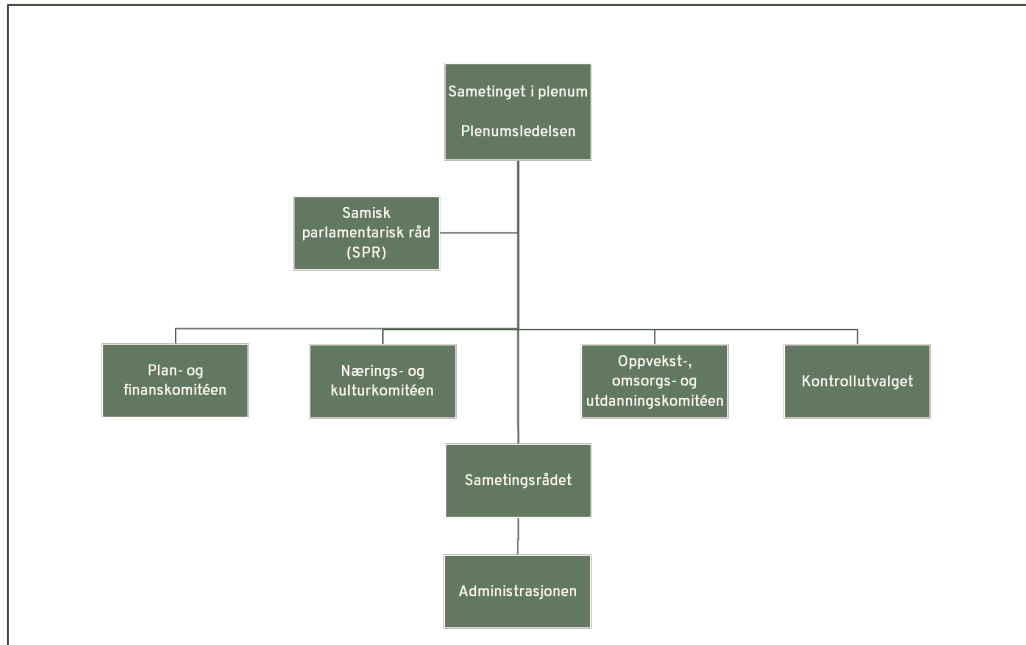 Sametinget i plenum
Plenumsledelsen
Samisk
parlamentarisk råd
(SPR)
Plan- og
finanskomitéen
Nærings- og
kulturkomitéen
Oppvekst-,
omsorgs- og
utdanningskomitéen
Kontrollutvalget
Sametingsrådet
Administrasjonen